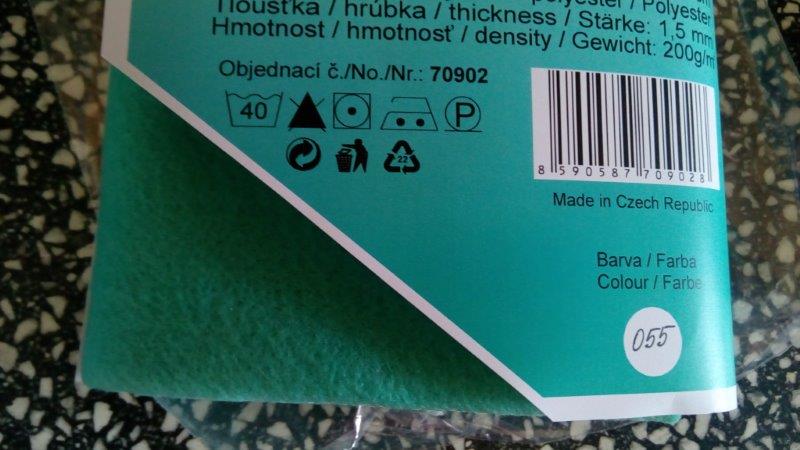 polyester / Polyester
Tloušťka / hrúbka / thickness / Stärke: 1,5 mm
Hmotnost / hmotnosť / density / Gewicht: 200g/m²
Objednací č./No./Nr.: 70902
40 P
22
8 590587 709028
Made in Czech Republic
Barva / Farba
Colour / Farbe
055